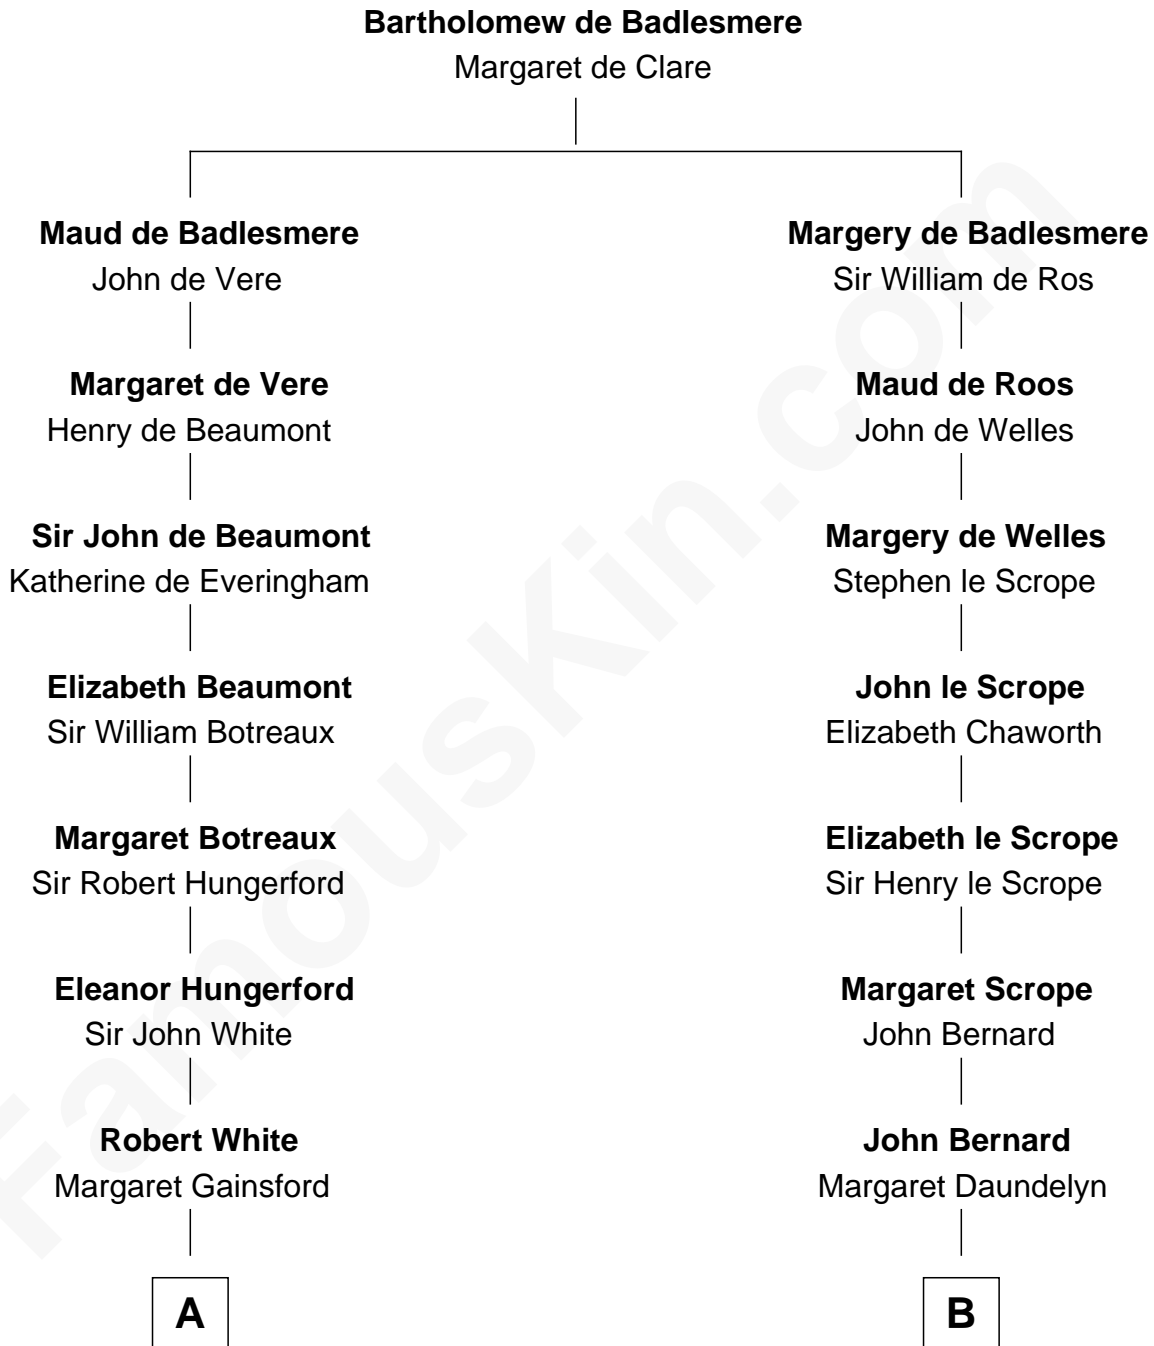 Bartholomew de Badlesmere
Margaret de Clare
Maud de Badlesmere
John de Vere
Margery de Badlesmere
Sir William de Ros
Margaret de Vere
Henry de Beaumont
Maud de Roos
John de Welles
Sir John de Beaumont
Katherine de Everingham
Margery de Welles
Stephen le Scrope
Elizabeth Beaumont
Sir William Botreaux
John le Scrope
Elizabeth Chaworth
Margaret Botreaux
Sir Robert Hungerford
Elizabeth le Scrope
Sir Henry le Scrope
Eleanor Hungerford
Sir John White
Margaret Scrope
John Bernard
Robert White
Margaret Gainsford
John Bernard
Margaret Daundelyn
A
B
FamousKin.com